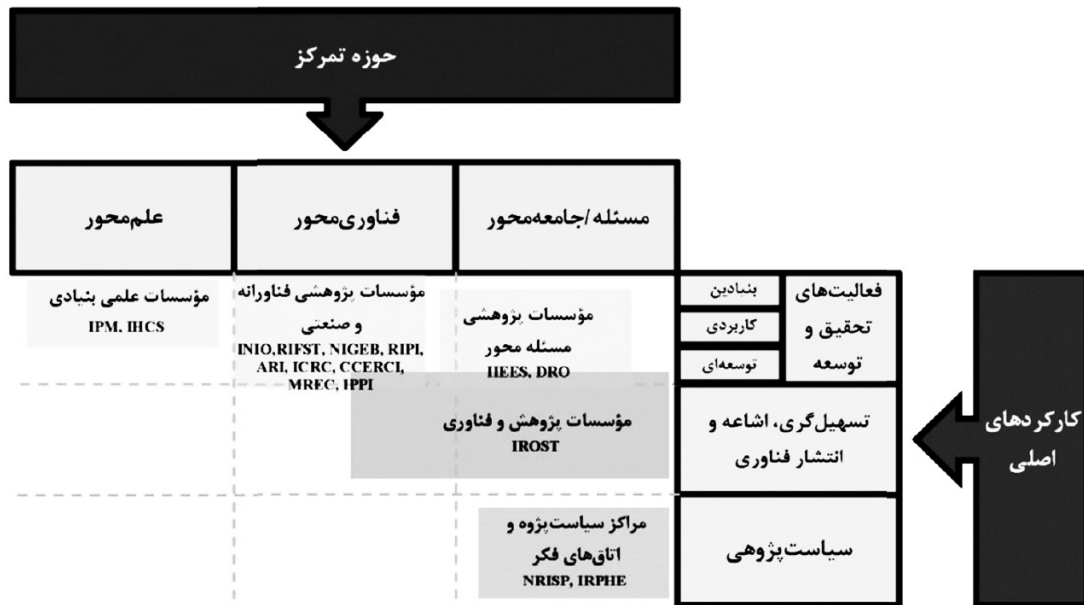 حوزه تمرکز
مسئله /جامعه‌محور
فناوری‌محور
علم‌محور
فعالیت‌های
تحقیق و
توسعه
بنیادین
کاربردی
توسعه‌ای
مؤسسات پژوهشی
مسئله محور
IIEES, DRO
مؤسسات پژوهشی فناورانه
و صنعتی
INIO,RIFST, NIGEB, RIPI,
ARI, ICRC, CCERCI,
MREC, IPPI
مؤسسات علمی بنیادی
IPM, IHCS
کارکردهای
اصلی
تسهیل‌گری، اشاعه و
انتشار فناوری
مؤسسات پژوهش و فناوری
IROST
سیاست‌پژوهی
مراکز سیاست‌پژوه و
اتاق‌های فکر
NRISP, IRPHE